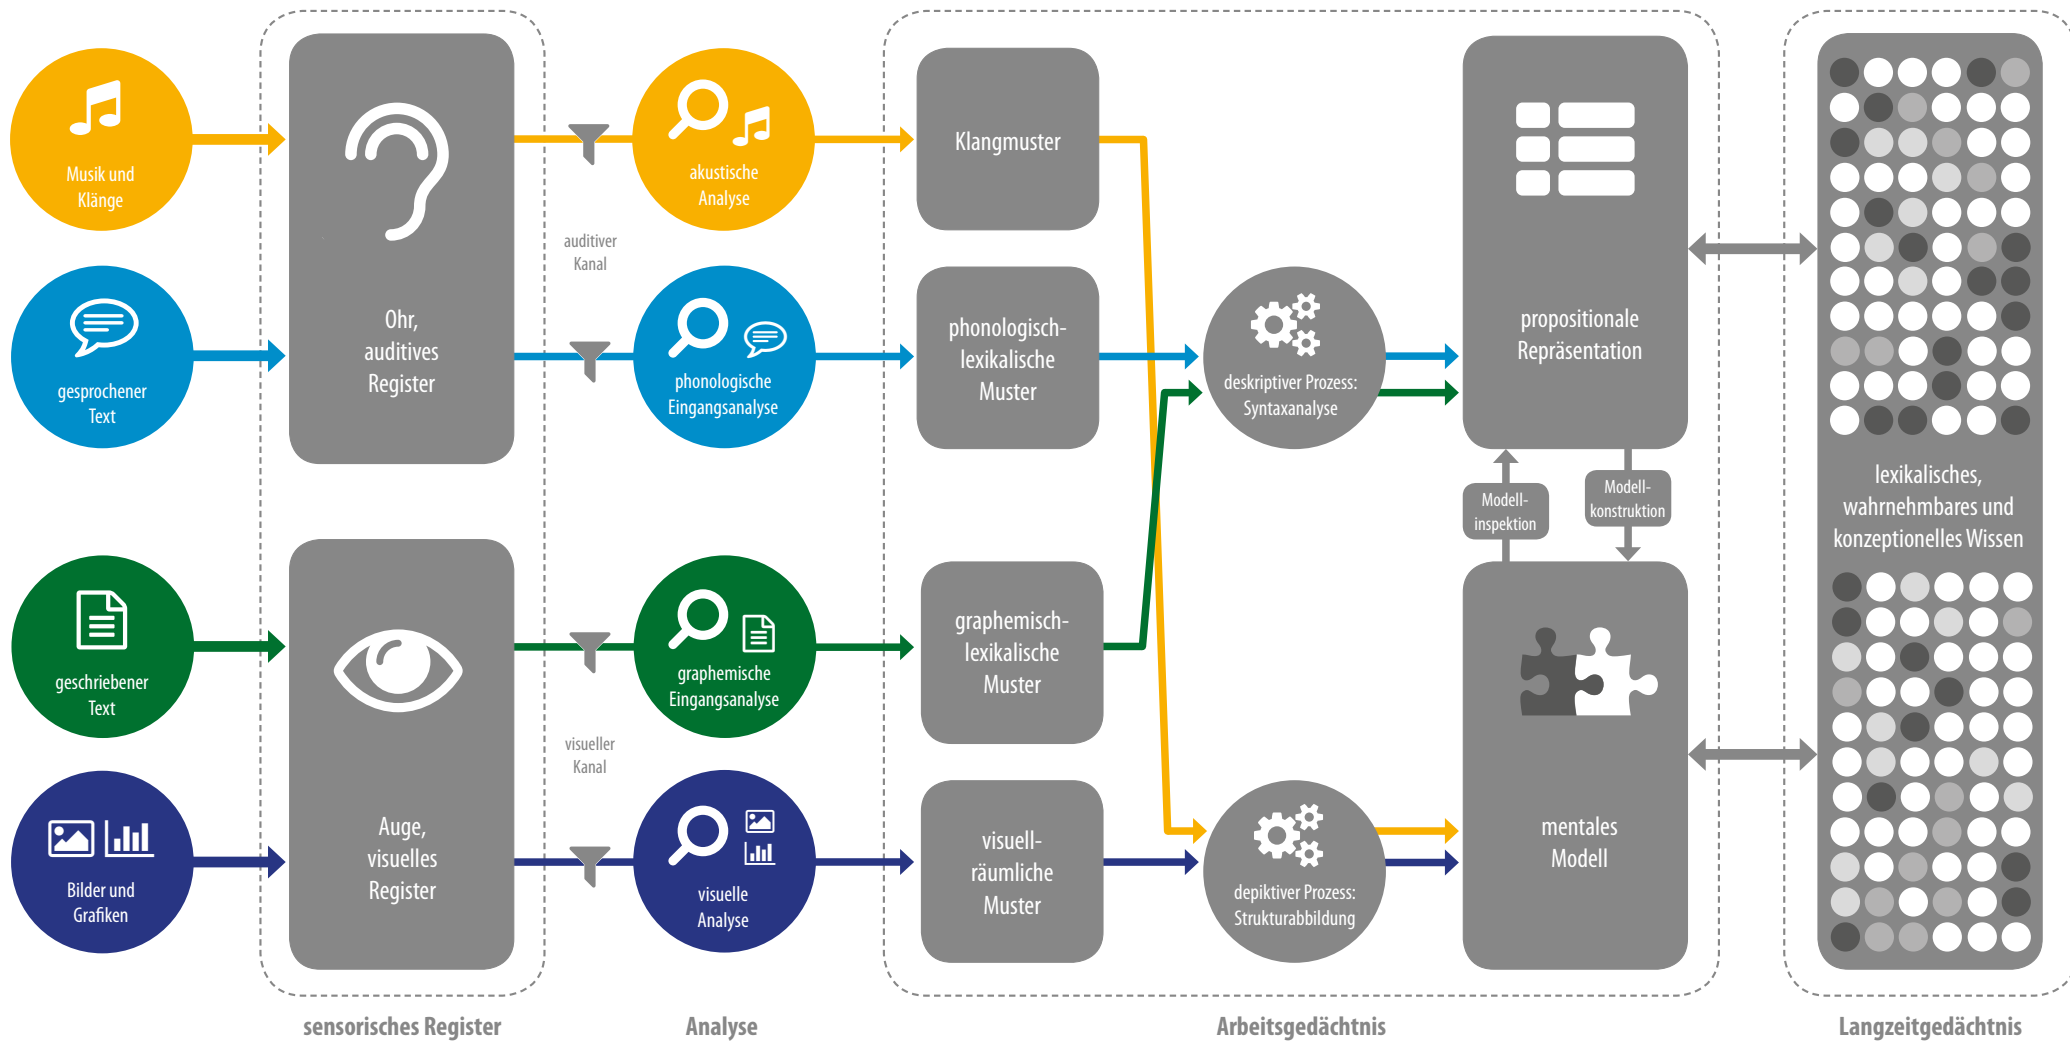 Musik und
Klänge
gesprochener
Text
geschriebener
Text
Bilder und
Grafiken
Ohr,
auditives
Register
Auge,
visuelles
Register
sensorisches Register
auditiver
Kanal
visueller
Kanal
akustische
Analyse
phonologische
Eingangsanalyse
graphemische
Eingangsanalyse
visuelle
Analyse
Analyse
Klangmuster
phonologisch-
lexikalische
Muster
graphemisch-
lexikalische
Muster
visuell-
räumliche
Muster
deskriptiver Prozess:
Syntaxanalyse
depiktiver Prozess:
Strukturabbildung
propositionale
Repräsentation
Modell-
inspektion
Modell-
konstruktion
mentales
Modell
Arbeitsgedächtnis
lexikalisches,
wahrnehmbares und
konzeptionelles Wissen
Langzeitgedächtnis